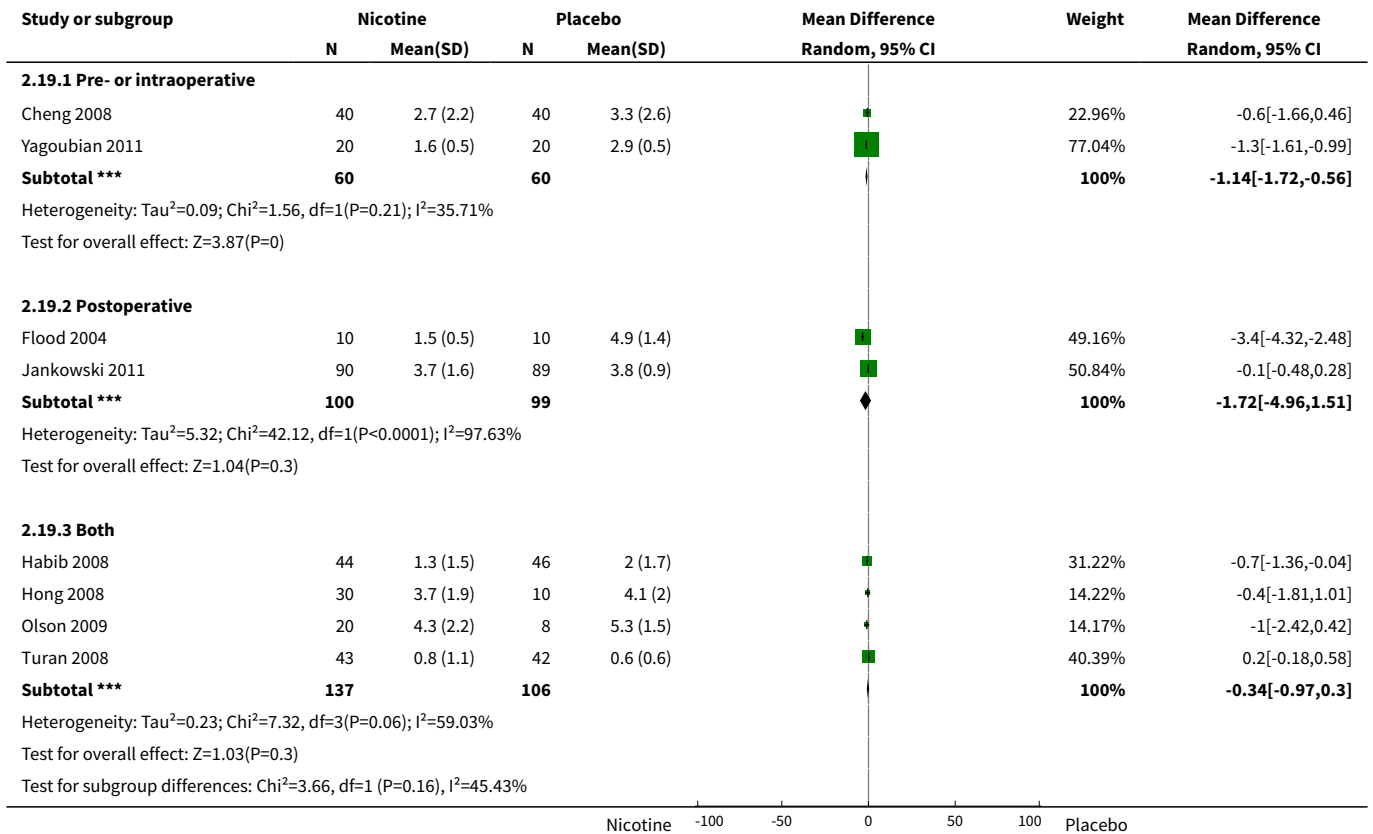 Study or subgroup Nicotine Placebo Mean Difference Weight Mean Difference
N Mean(SD) N Mean(SD) Random, 95% CI Random, 95% CI
2.19.1 Pre- or intraoperative
Cheng 2008 40 2.7 (2.2) 40 3.3 (2.6) 22.96% -0.6[-1.66,0.46]
Yagoubian 2011 20 1.6 (0.5) 20 2.9 (0.5) 77.04% -1.3[-1.61,-0.99]
Subtotal *** 60 60 100% -1.14[-1.72,-0.56]
Heterogeneity: Tau²=0.09; Chi²=1.56, df=1(P=0.21); I²=35.71%
Test for overall effect: Z=3.87(P=0)
2.19.2 Postoperative
Flood 2004 10 1.5 (0.5) 10 4.9 (1.4) 49.16% -3.4[-4.32,-2.48]
Jankowski 2011 90 3.7 (1.6) 89 3.8 (0.9) 50.84% -0.1[-0.48,0.28]
Subtotal *** 100 99 100% -1.72[-4.96,1.51]
Heterogeneity: Tau²=5.32; Chi²=42.12, df=1(P<0.0001); I²=97.63%
Test for overall effect: Z=1.04(P=0.3)
2.19.3 Both
Habib 2008 44 1.3 (1.5) 46 2 (1.7) 31.22% -0.7[-1.36,-0.04]
Hong 2008 30 3.7 (1.9) 10 4.1 (2) 14.22% -0.4[-1.81,1.01]
Olson 2009 20 4.3 (2.2) 8 5.3 (1.5) 14.17% -1[-2.42,0.42]
Turan 2008 43 0.8 (1.1) 42 0.6 (0.6) 40.39% 0.2[-0.18,0.58]
Subtotal *** 137 106 100% -0.34[-0.97,0.3]
Heterogeneity: Tau²=0.23; Chi²=7.32, df=3(P=0.06); I²=59.03%
Test for overall effect: Z=1.03(P=0.3)
Test for subgroup differences: Chi²=3.66, df=1 (P=0.16), I²=45.43%
Nicotine -100 -50 0 50 100 Placebo